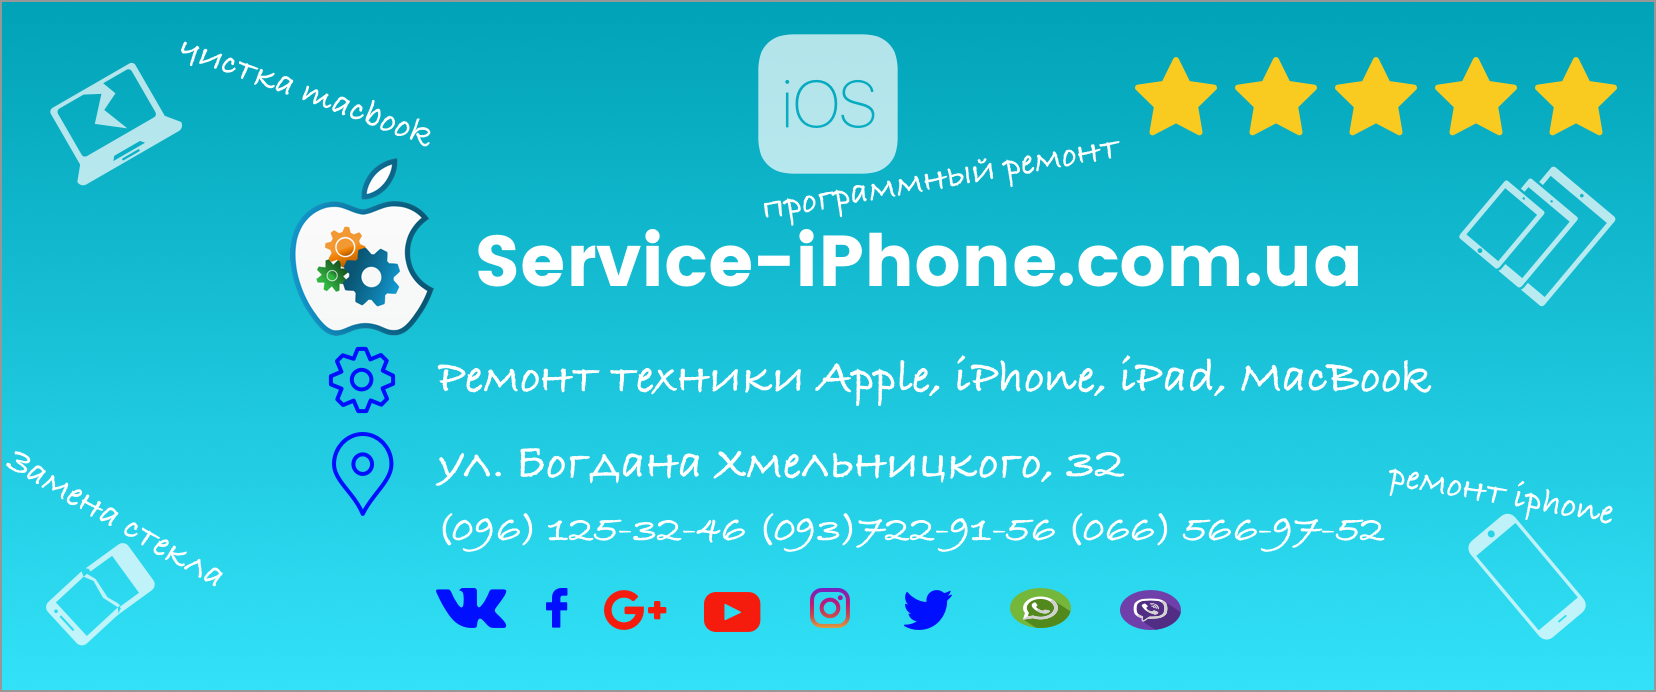 чистка macbook
iOS
программный ремонт
Service-iPhone.com.ua
Ремонт техники Apple, iPhone, iPad, MacBook
ул. Богдана Хмельницкого, 32
(096) 125-32-46 (093)722-91-56 (066) 566-97-52
замена стекла
ремонт iphone